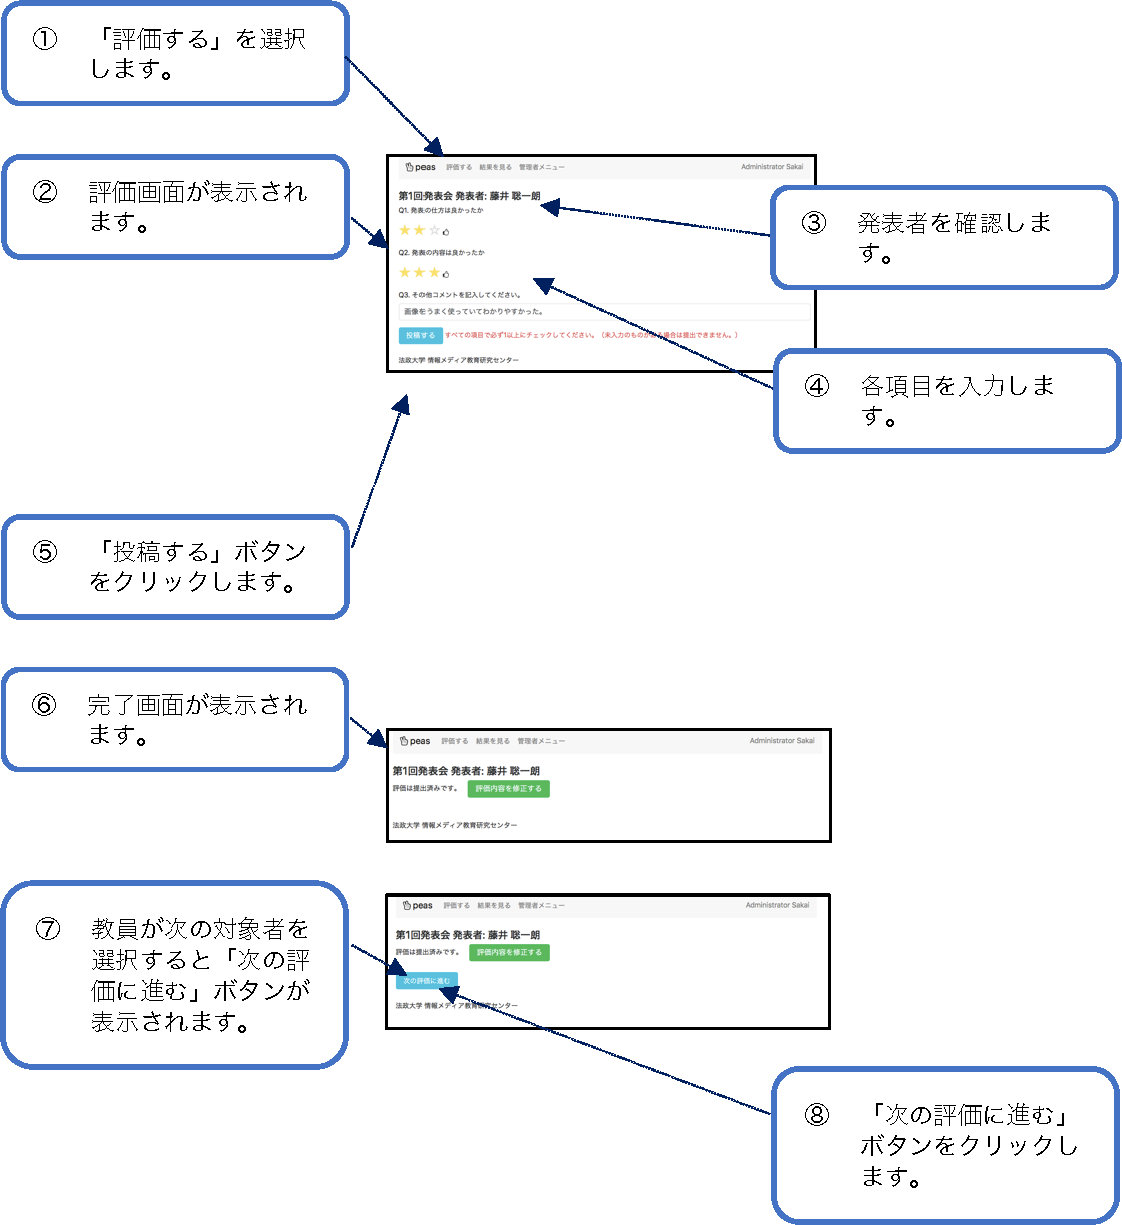 ① 「評価する」を選択
します。
② 評価画面が表示され
ます。
peas 評価する 結果を見る 管理者メニュー Administrator Sakai
第1回発表会 発表者: 藤井 聡一朗
Q1. 発表の仕方は良かったか
Q2. 発表の内容は良かったか
Q3. その他コメントを記入してください。
画像をうまく使っていてわかりやすかった。
投稿する すべての項目で必ず1以上にチェックしてください。(未入力のものがある場合は提出できません。)
法政大学 情報メディア教育研究センター
③ 発表者を確認しま
す。
④ 各項目を入力しま
す。
⑤ 「投稿する」ボタン
をクリックします。
⑥ 完了画面が表示され
ます。
peas 評価する 結果を見る 管理者メニュー Administrator Sakai
第1回発表会 発表者: 藤井 聡一朗
評価は提出済みです。 評価内容を修正する
法政大学 情報メディア教育研究センター
⑦ 教員が次の対象者を
選択すると「次の評
価に進む」ボタンが
表示されます。
peas 評価する 結果を見る 管理者メニュー Administrator Sakai
第1回発表会 発表者: 藤井 聡一朗
評価は提出済みです。 評価内容を修正する
次の評価に進む
法政大学 情報メディア教育研究センター
⑧ 「次の評価に進む」
ボタンをクリックし
ます。